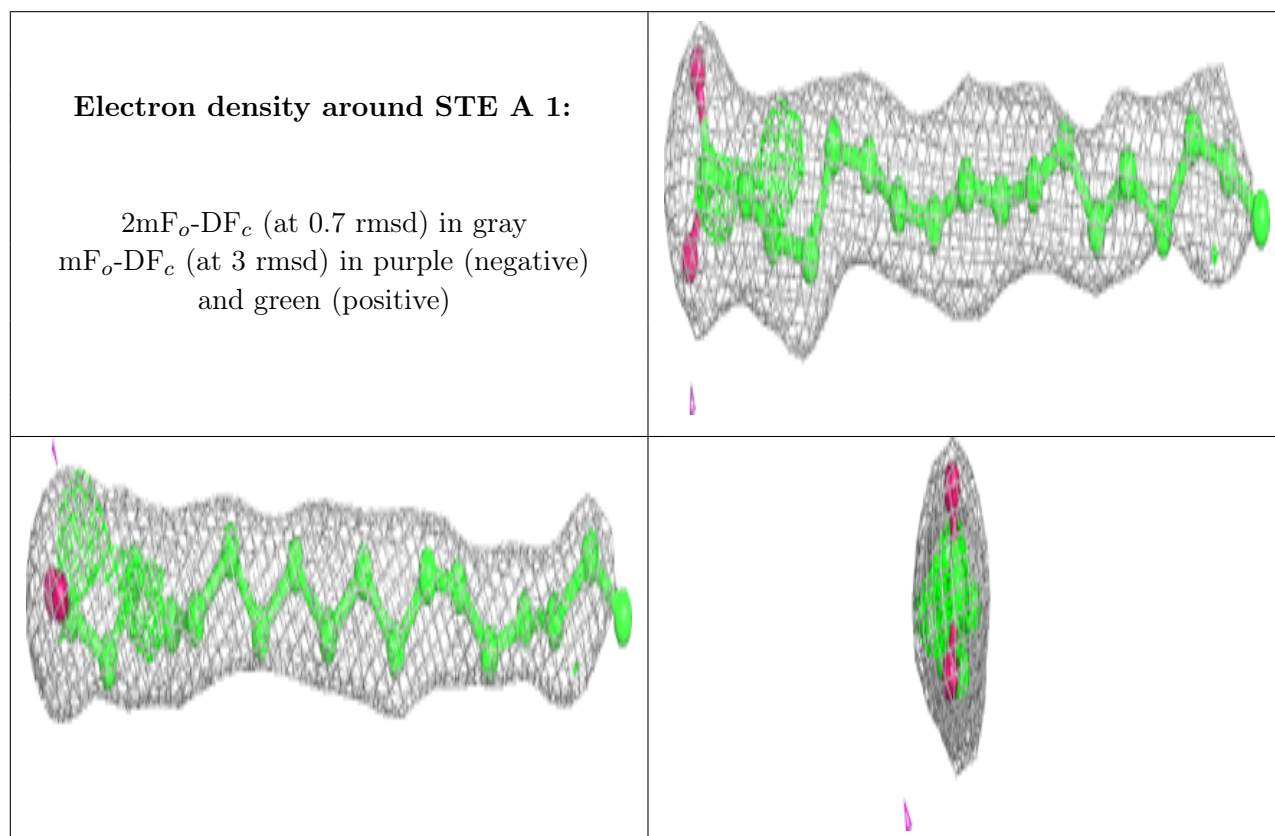 Electron density around STE A 1:
2mFo-DFc (at 0.7 rmsd) in gray
mFo-DFc (at 3 rmsd) in purple (negative)
and green (positive)